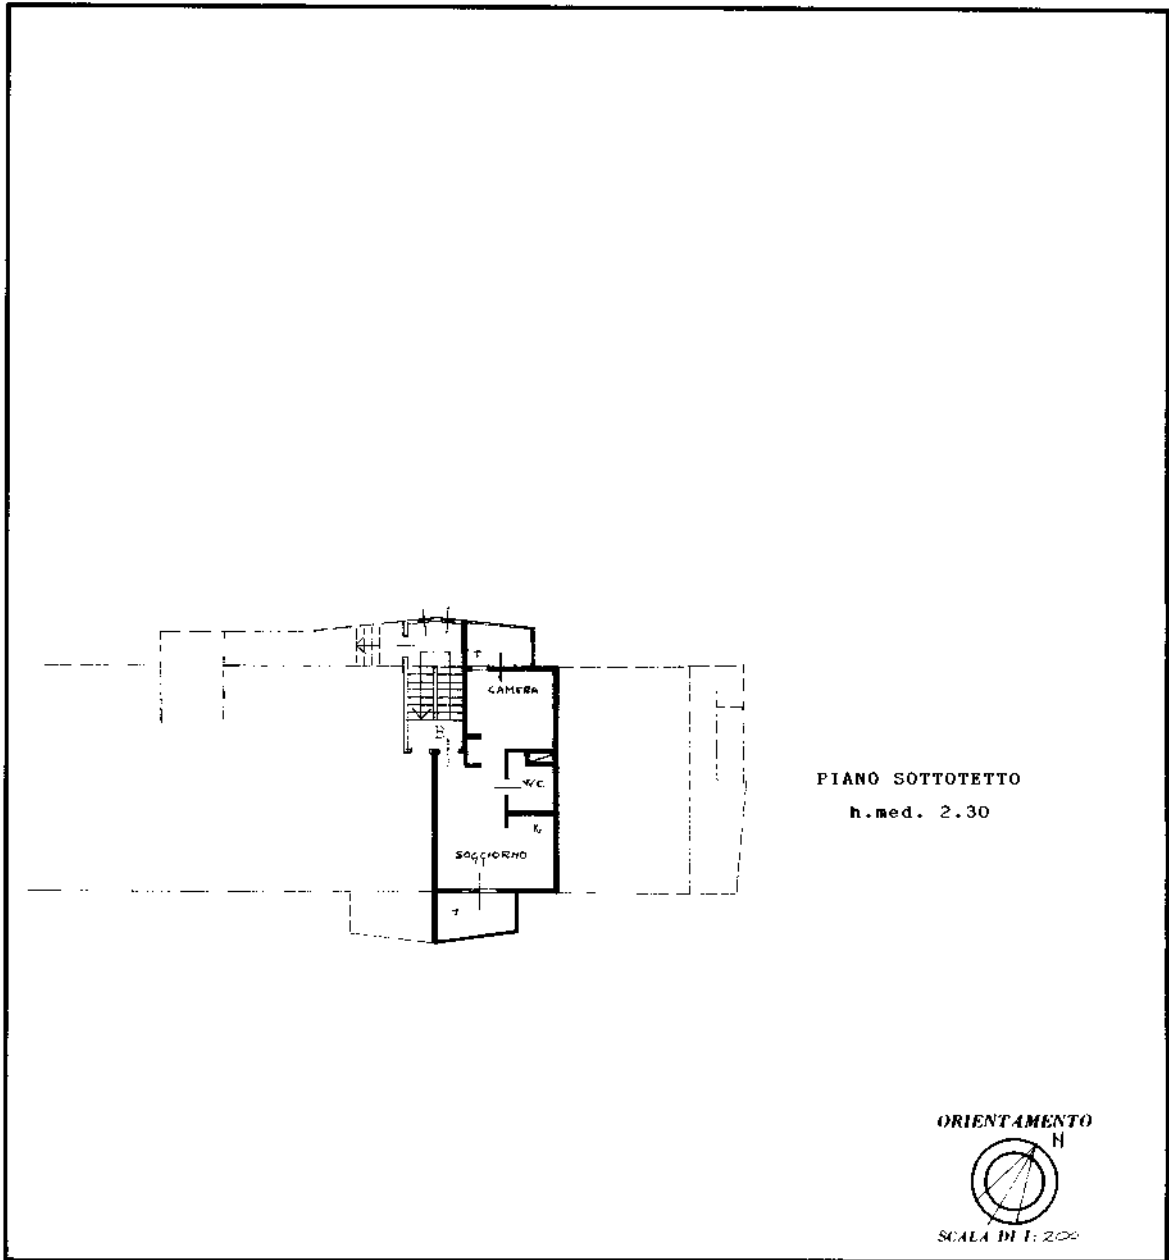 T
CAMERA
W.C.
K.
SOGGIORNO
T
PIANO SOTTOTETTO
h.med. 2.30
ORIENTAMENTO
N
SCALA DI 1: 200